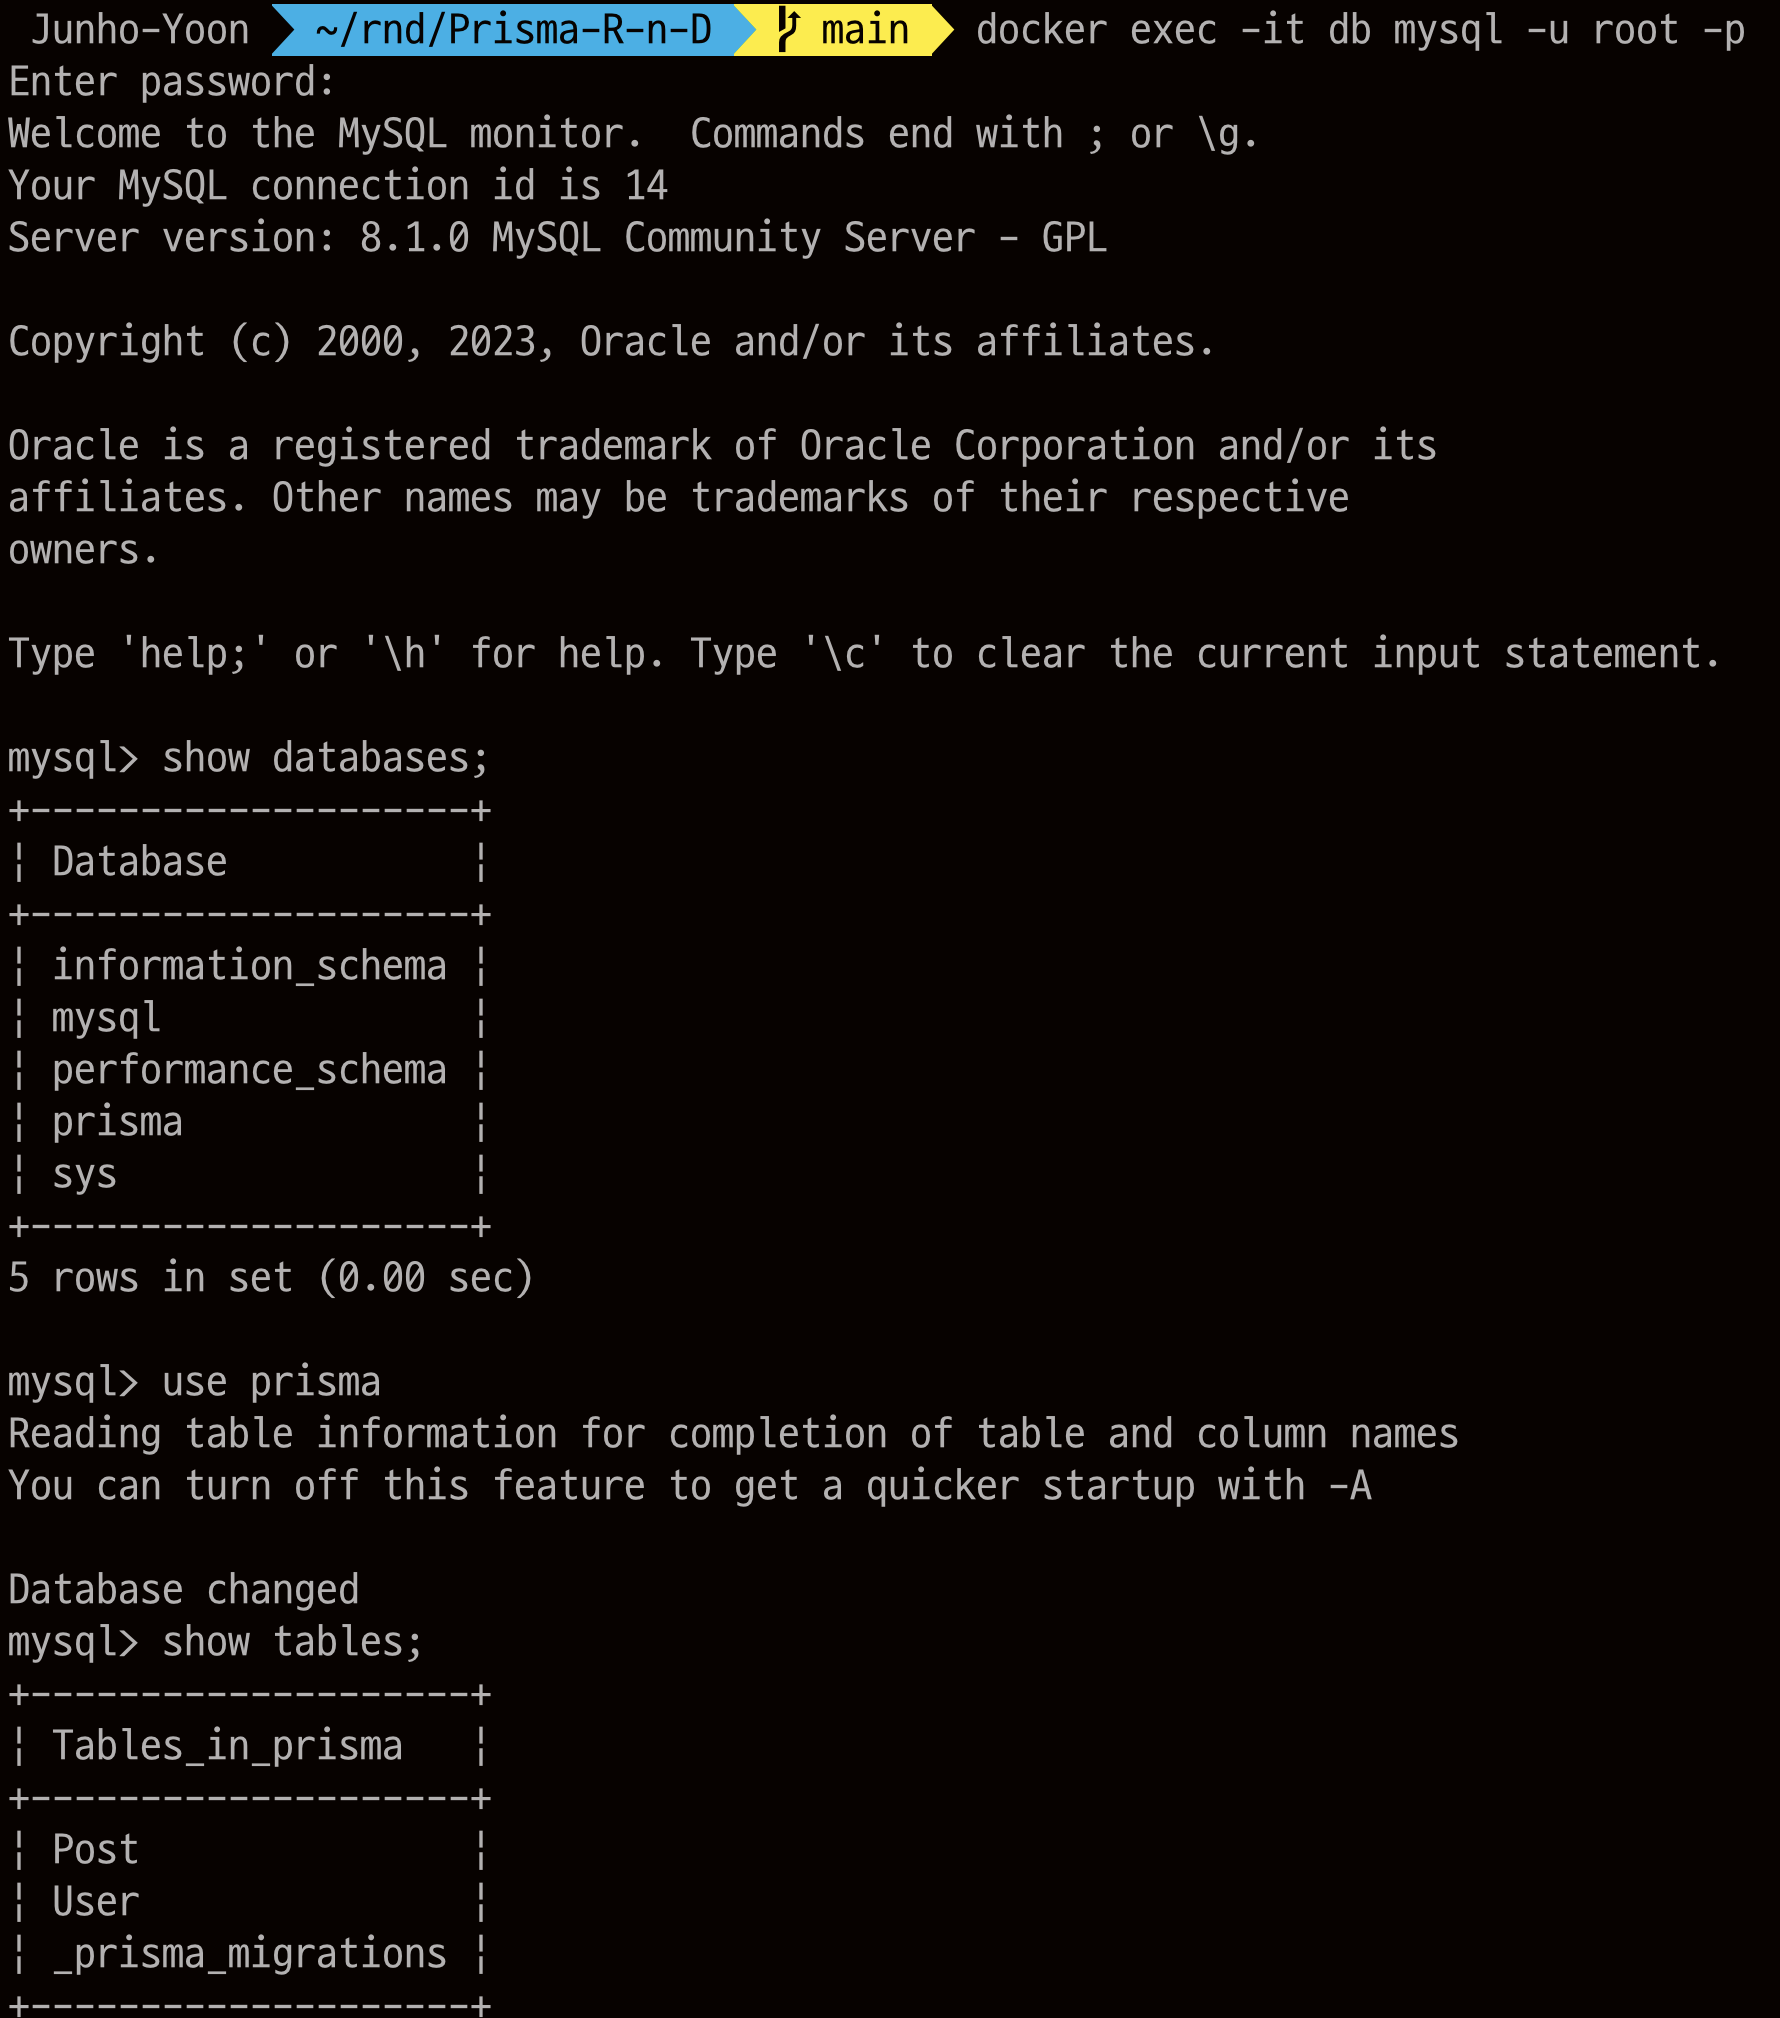 Junho-Yoon ~/rnd/Prisma-R-n-D main docker exec -it db mysql -u root -p
Enter password:
Welcome to the MySQL monitor.  Commands end with ; or \g.
Your MySQL connection id is 14
Server version: 8.1.0 MySQL Community Server - GPL

Copyright (c) 2000, 2023, Oracle and/or its affiliates.

Oracle is a registered trademark of Oracle Corporation and/or its
affiliates. Other names may be trademarks of their respective
owners.

Type 'help;' or '\h' for help. Type '\c' to clear the current input statement.

mysql> show databases;
+--------------------+
| Database           |
+--------------------+
| information_schema |
| mysql              |
| performance_schema |
| prisma             |
| sys                |
+--------------------+
5 rows in set (0.00 sec)

mysql> use prisma
Reading table information for completion of table and column names
You can turn off this feature to get a quicker startup with -A

Database changed
mysql> show tables;
+--------------------+
| Tables_in_prisma   |
+--------------------+
| Post               |
| User               |
| _prisma_migrations |
+--------------------+